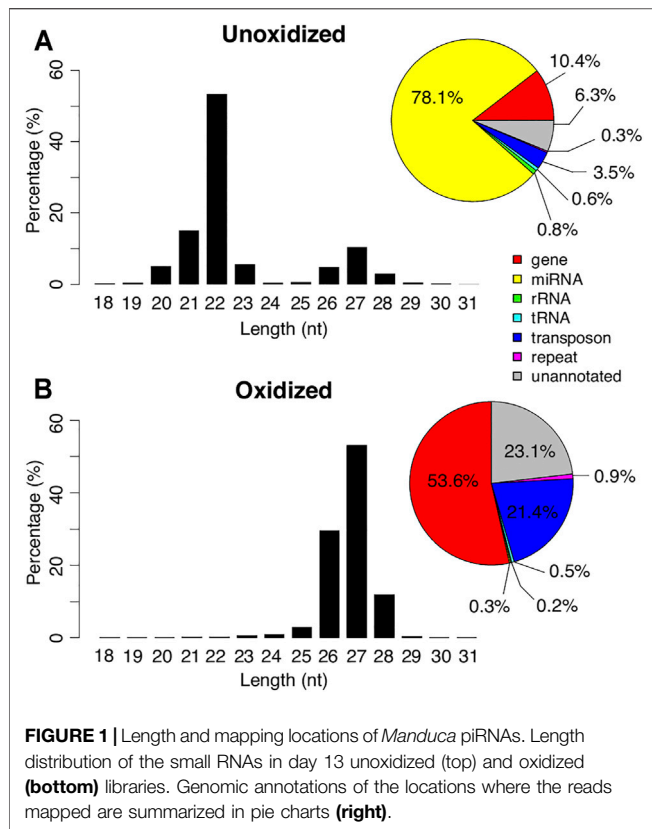 A
Unoxidized
Percentage (%)
60
40
20
0
18 19 20 21 22 23 24 25 26 27 28 29 30 31
Length (nt)
78.1%
10.4%
6.3%
0.3%
3.5%
0.6%
0.8%
gene
miRNA
rRNA
tRNA
transposon
repeat
unannotated
B
Oxidized
Percentage (%)
60
40
20
0
18 19 20 21 22 23 24 25 26 27 28 29 30 31
Length (nt)
53.6%
23.1%
0.9%
21.4%
0.5%
0.2%
0.3%
FIGURE 1 | Length and mapping locations of Manduca piRNAs. Length
distribution of the small RNAs in day 13 unoxidized (top) and oxidized
(bottom) libraries. Genomic annotations of the locations where the reads
mapped are summarized in pie charts (right).